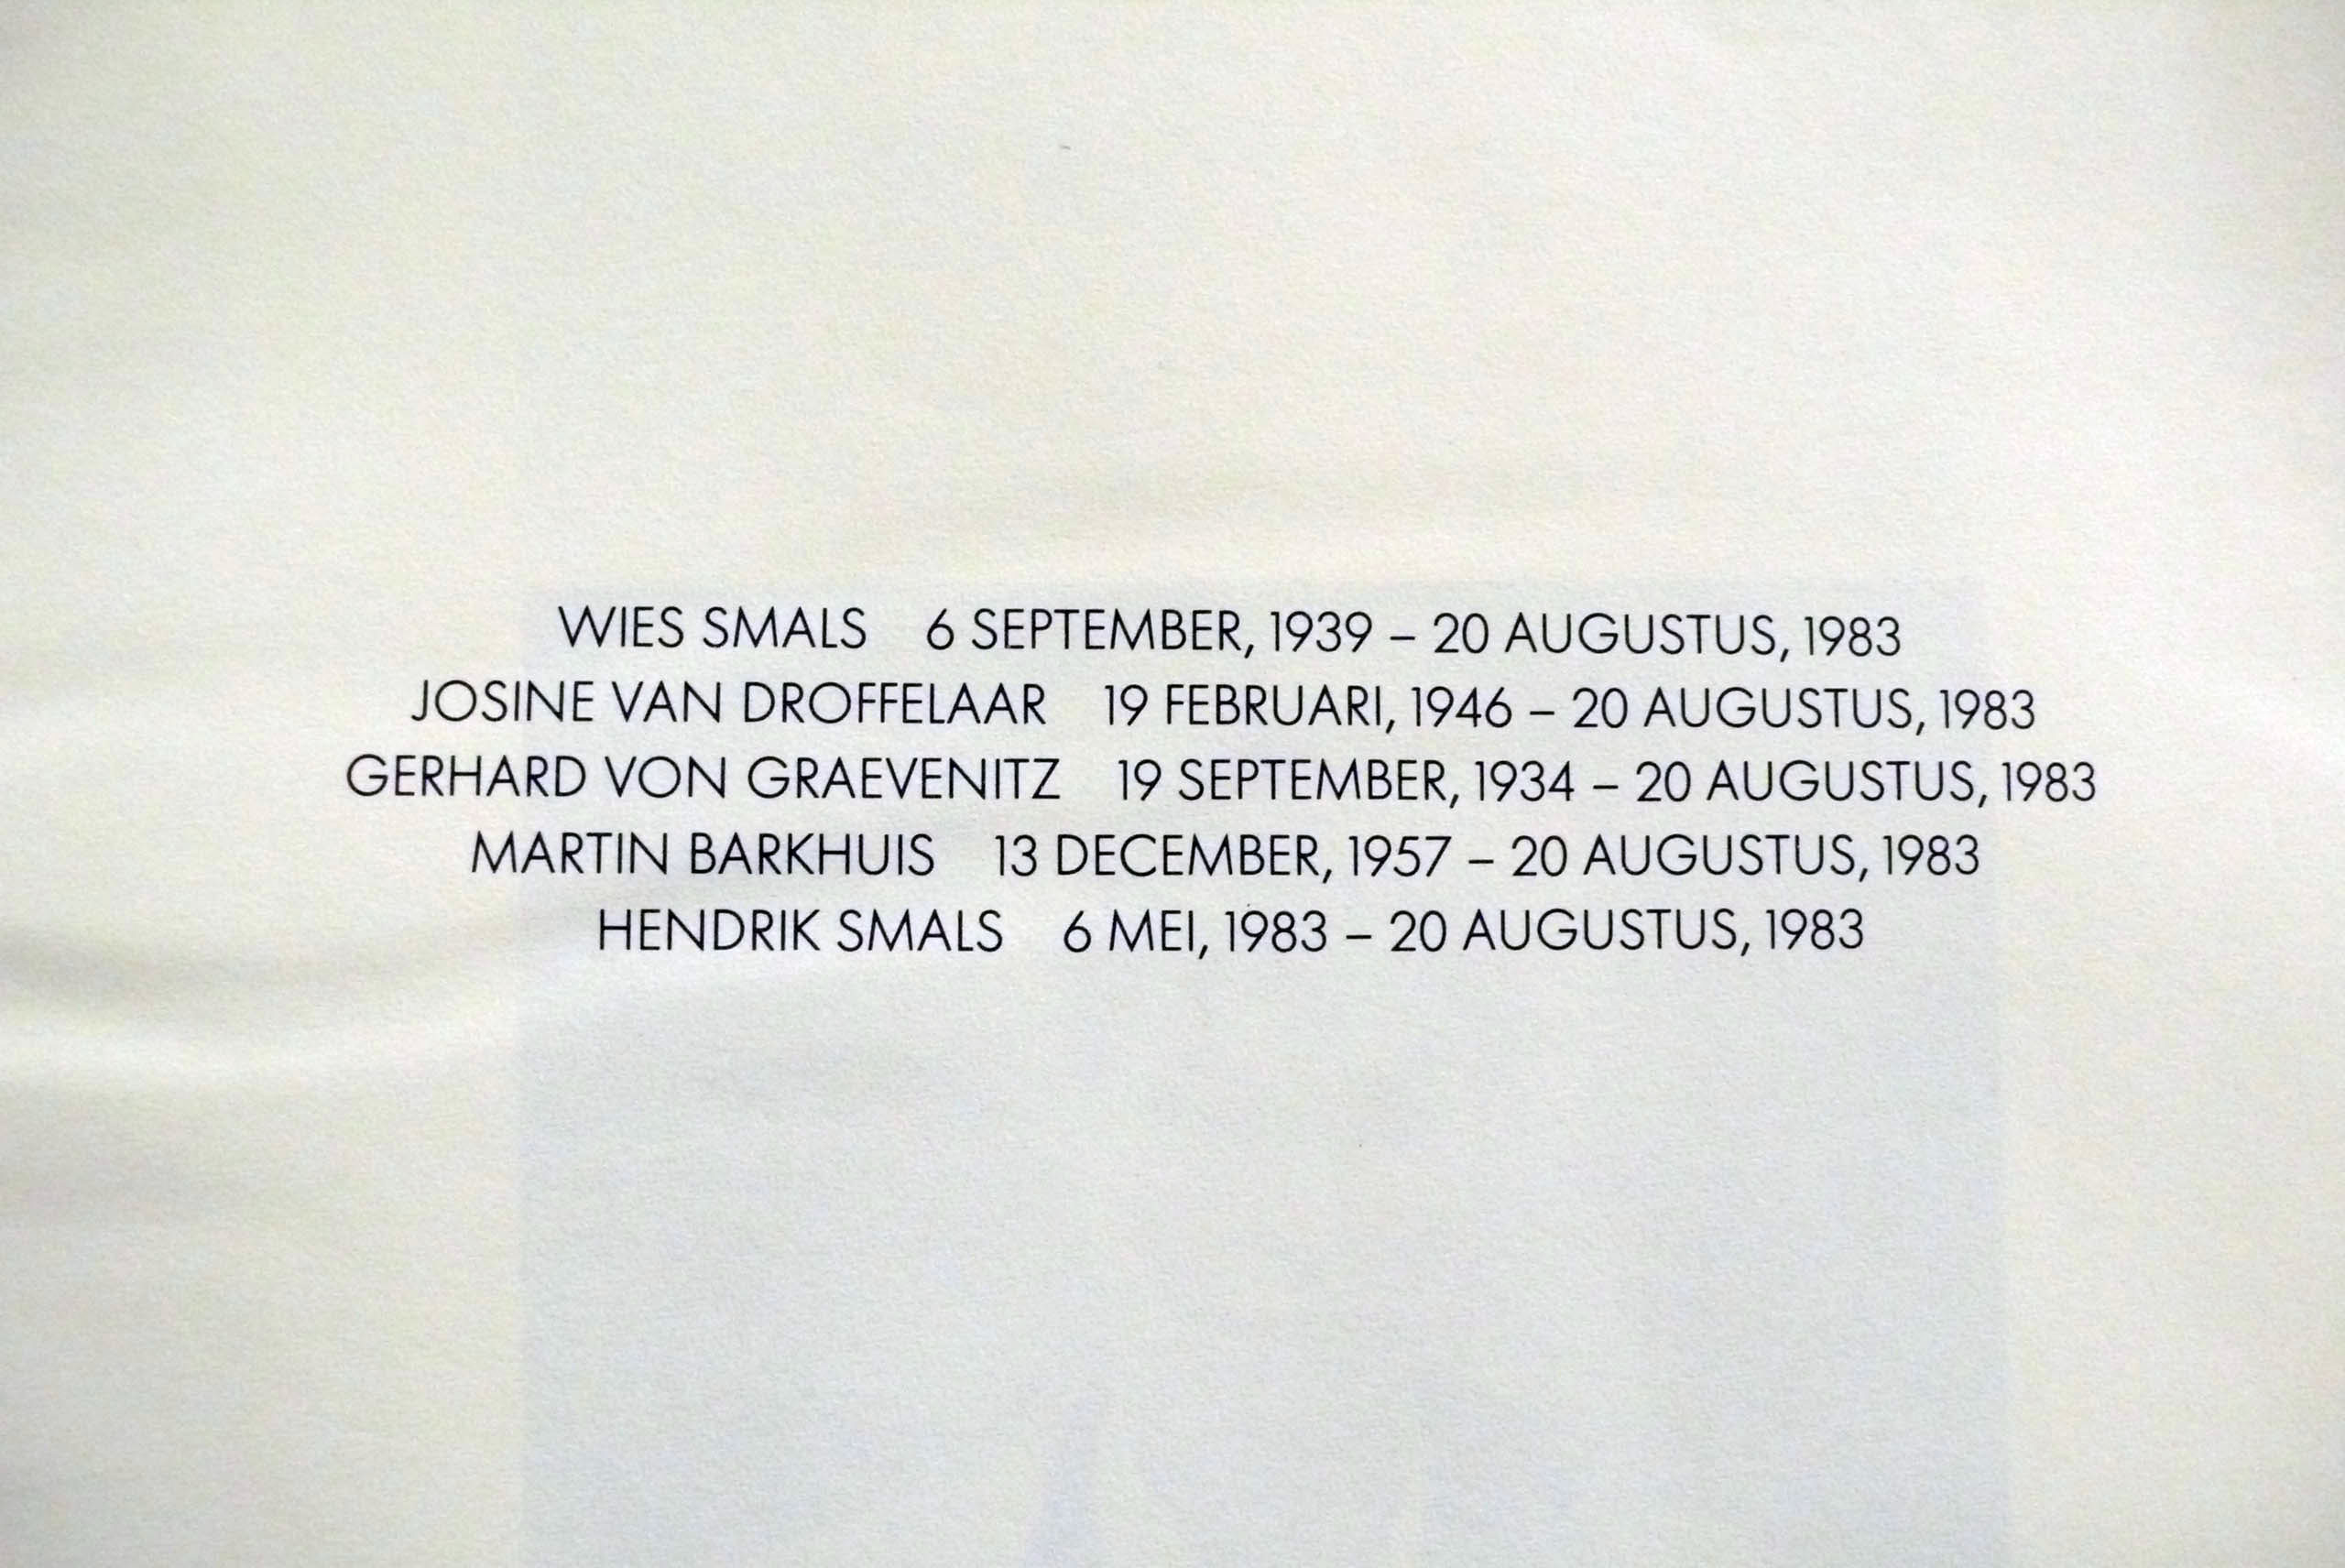 WIES SMALS 6 SEPTEMBER, 1939 – 20 AUGUSTUS, 1983
JOSINE VAN DROFFELAAR 19 FEBRUARI, 1946 – 20 AUGUSTUS, 1983
GERHARD VON GRAEVENITZ 19 SEPTEMBER, 1934 – 20 AUGUSTUS, 1983
MARTIN BARKHUIS 13 DECEMBER, 1957 – 20 AUGUSTUS, 1983
HENDRIK SMALS 6 MEI, 1983 – 20 AUGUSTUS, 1983